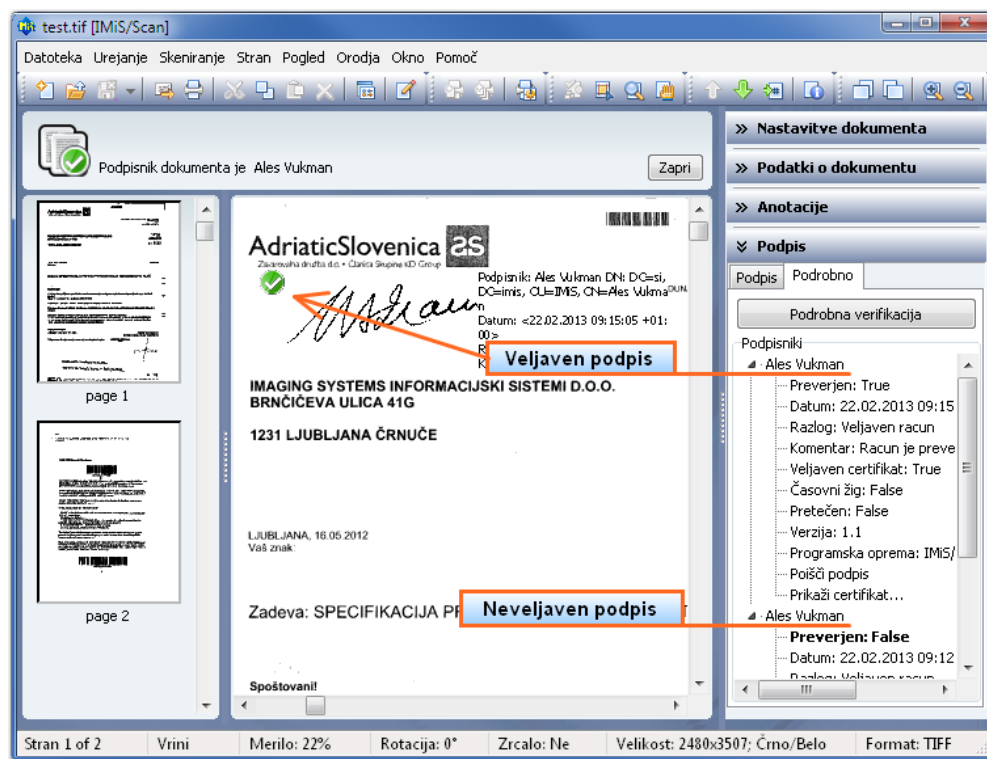 test.tif [IMiS/Scan]
Datoteka Urejanje Skeniranje Stran Pogled Orodja Okno Pomoč
Podpisnik dokumenta je Ales Vukman
Zapri
page 1
page 2
AdriaticSlovenica
Zavarovalna družba d.d. • Članica Skupine KD Group
Podpisnik: Ales Vukman DN: DC=si,
DC=imis, OU=IMiS, CN=Ales Vukma
n
Datum: <22.02.2013 09:15:05 +01:
00>
Veljaven podpis
IMAGING SYSTEMS INFORMACIJSKI SISTEMI D.O.O.
BRNČIČEVA ULICA 41G
1231 LJUBLJANA ČRNUČE
LJUBLJANA, 16.05.2012
Vaš znak:
Zadeva: SPECIFIKACIJA
Neveljaven podpis
Spoštovani!
Nastavitve dokumenta
Podatki o dokumentu
Anotacije
Podpis
Podpis Podrobno
Podrobna verifikacija
Podpisniki
Ales Vukman
Preverjen: True
Datum: 22.02.2013 09:15
Razlog: Veljaven racun
Komentar: Racun je preve
Veljaven certifikat: True
Časovni žig: False
Pretečen: False
Verzija: 1.1
Programska oprema: IMiS/
Poišči podpis
Prikaži certifikat...
Ales Vukman
Preverjen: False
Datum: 22.02.2013 09:12
Razlog: Veljaven racun
Stran 1 of 2 Vrini Merilo: 22% Rotacija: 0° Zrcalo: Ne Velikost: 2480x3507; Črno/Belo Format: TIFF